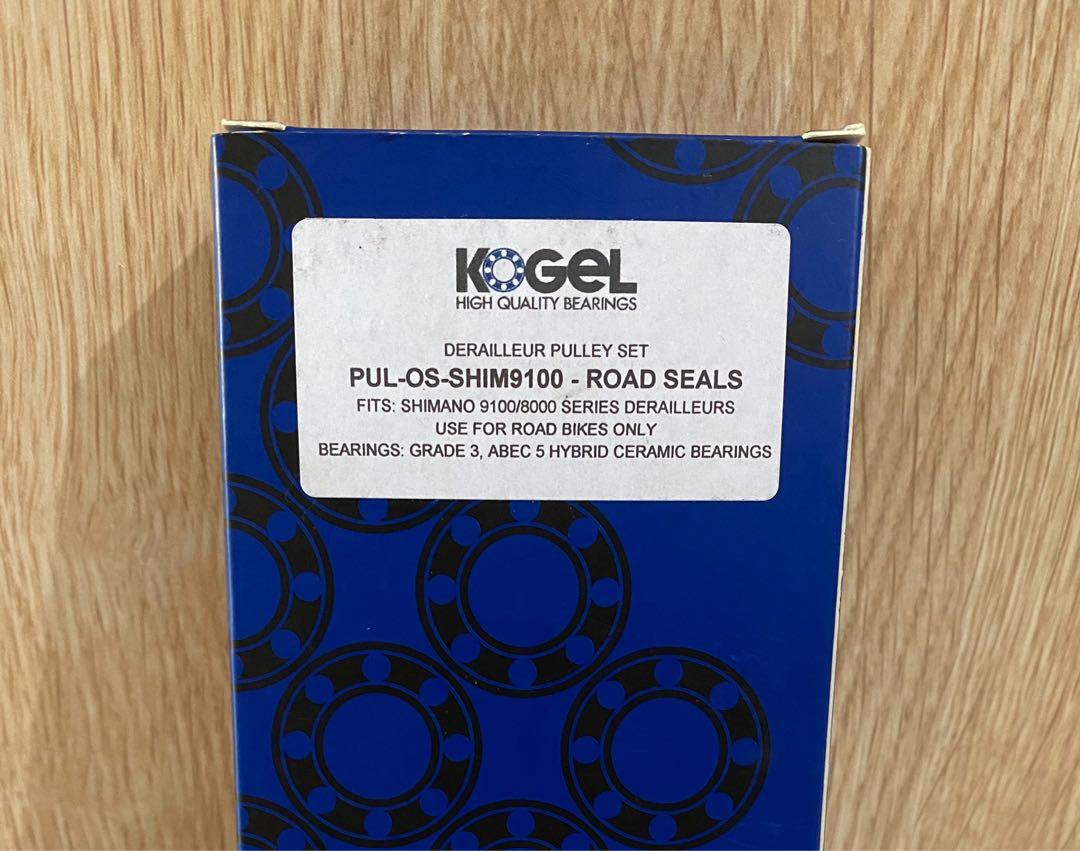 KOGEL
HIGH QUALITY BEARINGS
DERAILLEUR PULLEY SET
PUL-OS-SHIM9100 - ROAD SEALS
FITS: SHIMANO 9100/8000 SERIES DERAILLEURS
USE FOR ROAD BIKES ONLY
BEARINGS: GRADE 3, ABEC 5 HYBRID CERAMIC BEARINGS